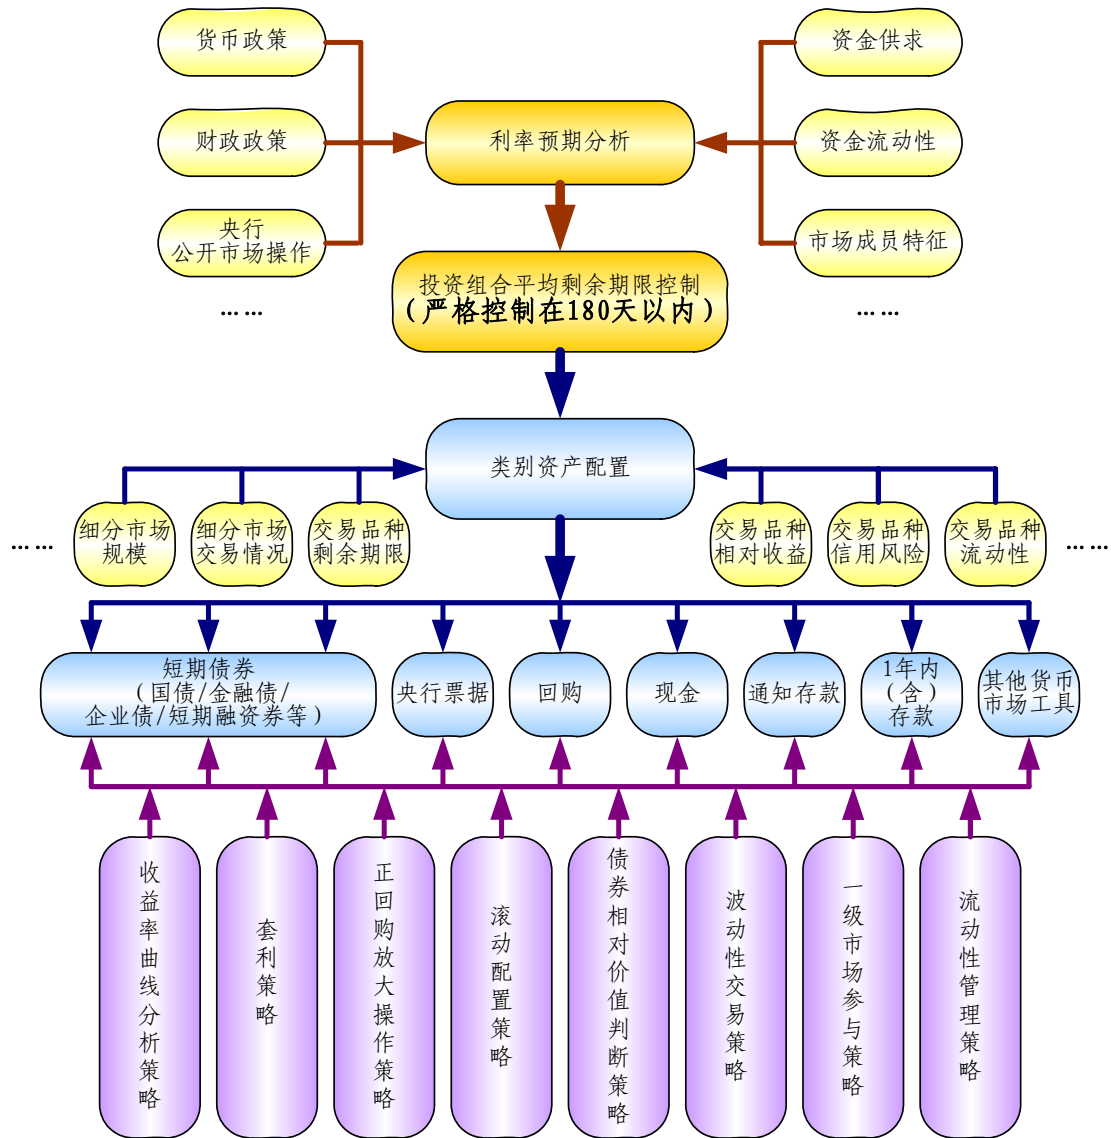 货币政策
资金供求
利率预期分析
财政政策
资金流动性
央行
公开市场操作
市场成员特征
投资组合平均剩余期限控制
(严格控制在180天以内)
……
……
类别资产配置
细分市场
规模
细分市场
交易情况
交易品种
剩余期限
交易品种
相对收益
交易品种
信用风险
交易品种
流动性
……
……
短期债券
(国债/金融债/
企业债/短期融资券等)
央行票据
回购
现金
通知存款
1年内
(含)
存款
其他货币
市场工具
收益率曲线分析策略
套利策略
正回购放大操作策略
滚动配置策略
债券相对价值判断策略
波动性交易策略
一级市场参与策略
流动性管理策略